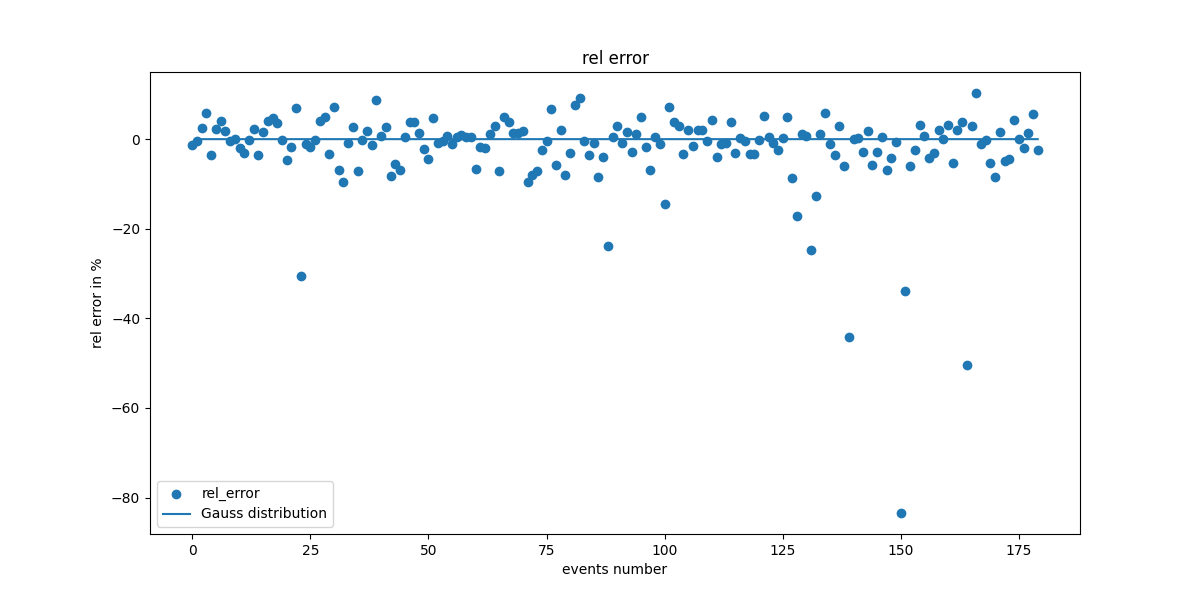 rel error
0
−20
−40
−60
−80
rel error in %
rel_error
Gauss distribution
0 25 50 75 100 125 150 175
events number